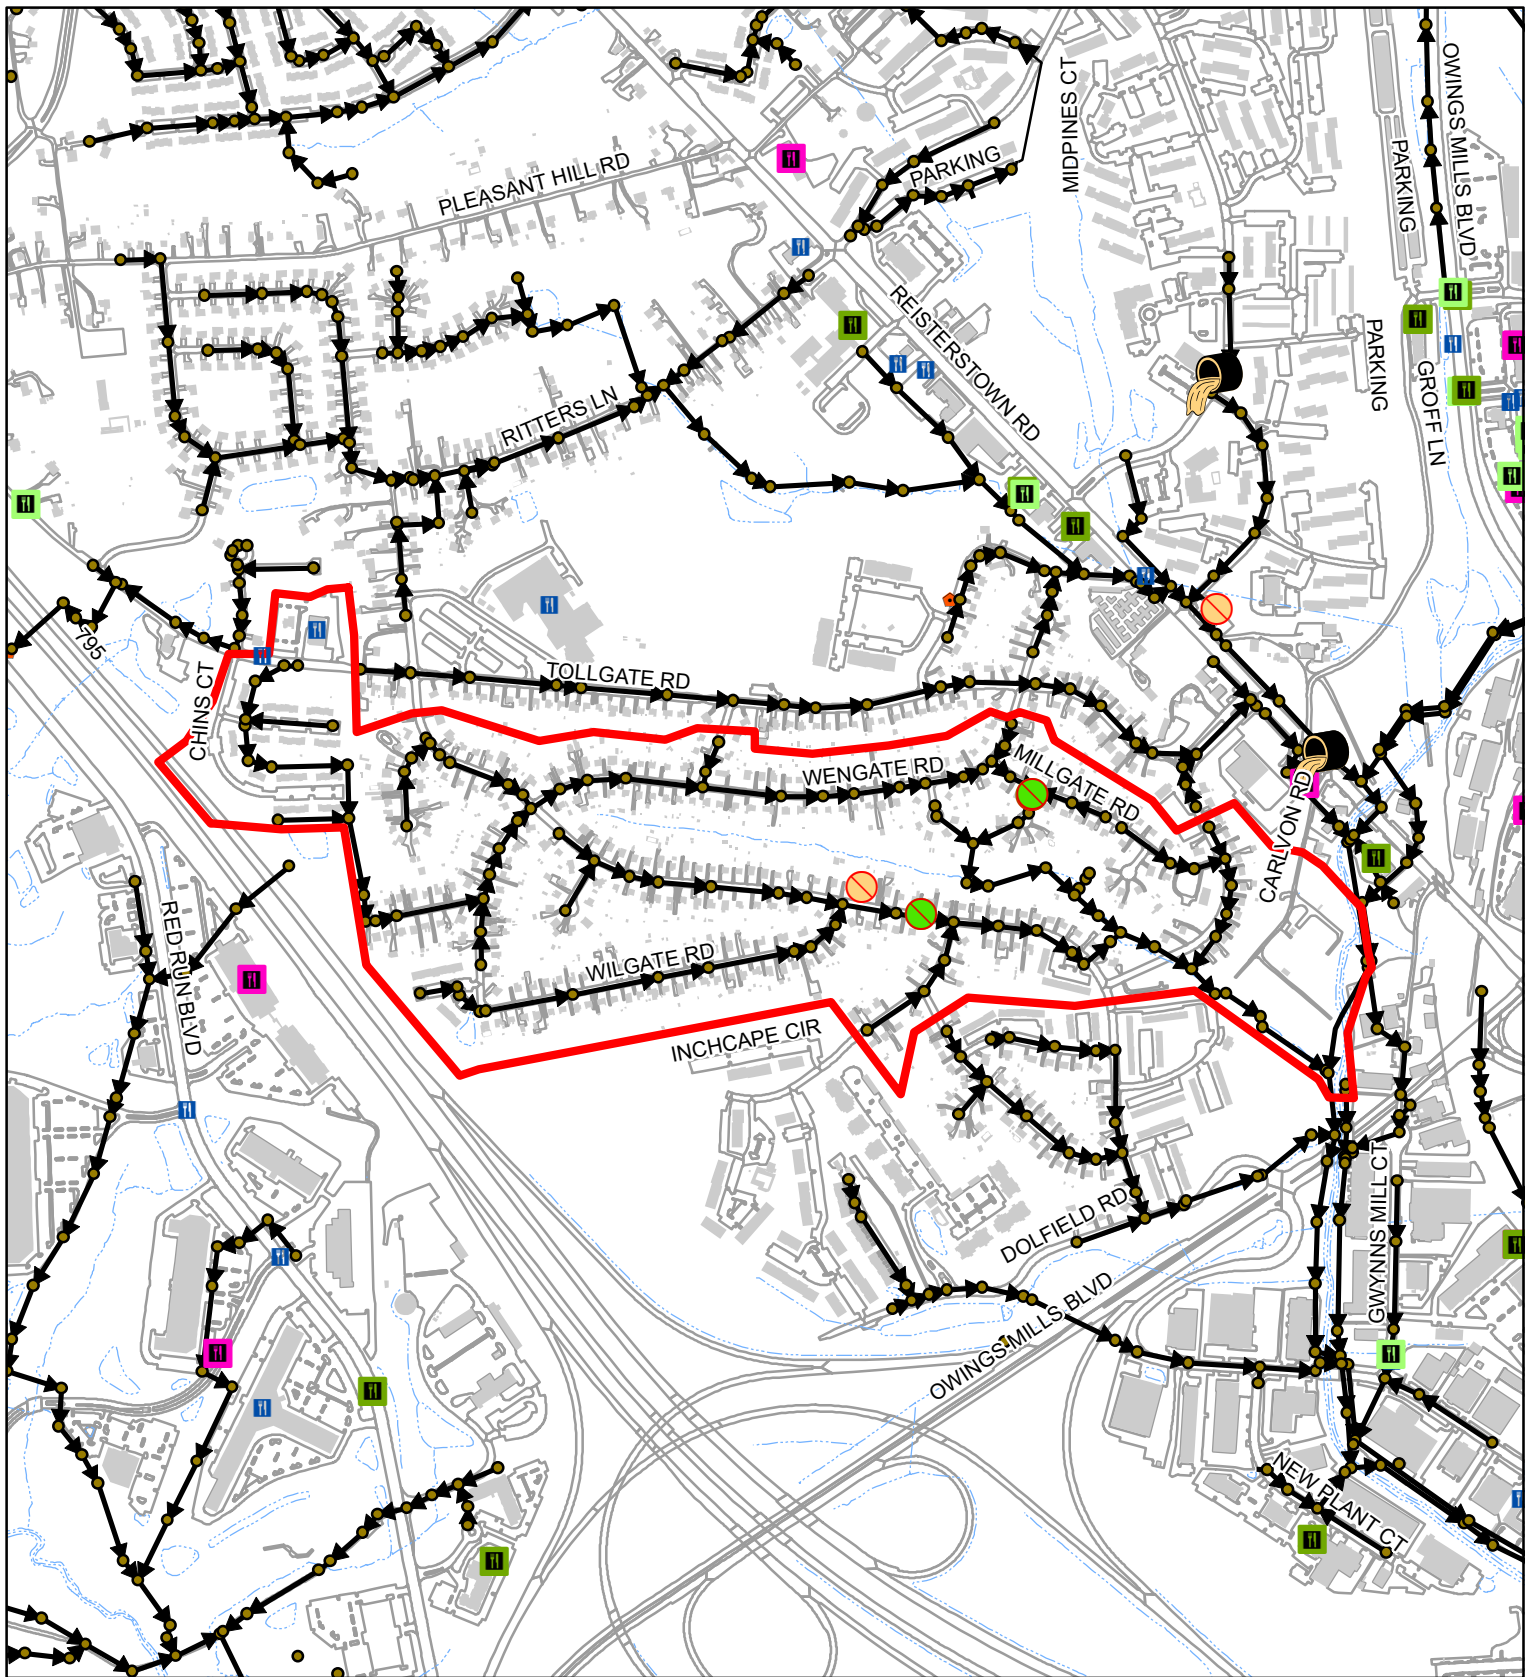 OWINGS MILLS BLVD
MIDPINES CT
PARKING
PARKING
PLEASANT HILL RD
REISTERSTOWN RD
PARKING
GROFF LN
RITTERS LN
795
CHINS CT
TOLLGATE RD
WENGATE RD
MILLGATE RD
CARLVON RD
RED RUN BLVD
WILGATE RD
INCHCAPE CIR
DOLFIELD RD
GWYNNS MILL CT
OWINGS MILLS BLVD
NEW PLANT CT